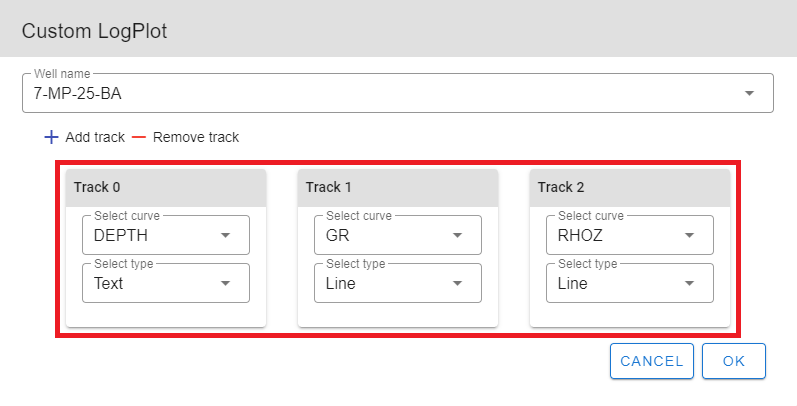 Custom LogPlot
Well name
7-MP-25-BA
Add track Remove track
Track 0 Track 1 Track 2
Select curve Select curve Select curve
DEPTH GR RHOZ
Select type Select type Select type
Text Line Line
CANCEL OK